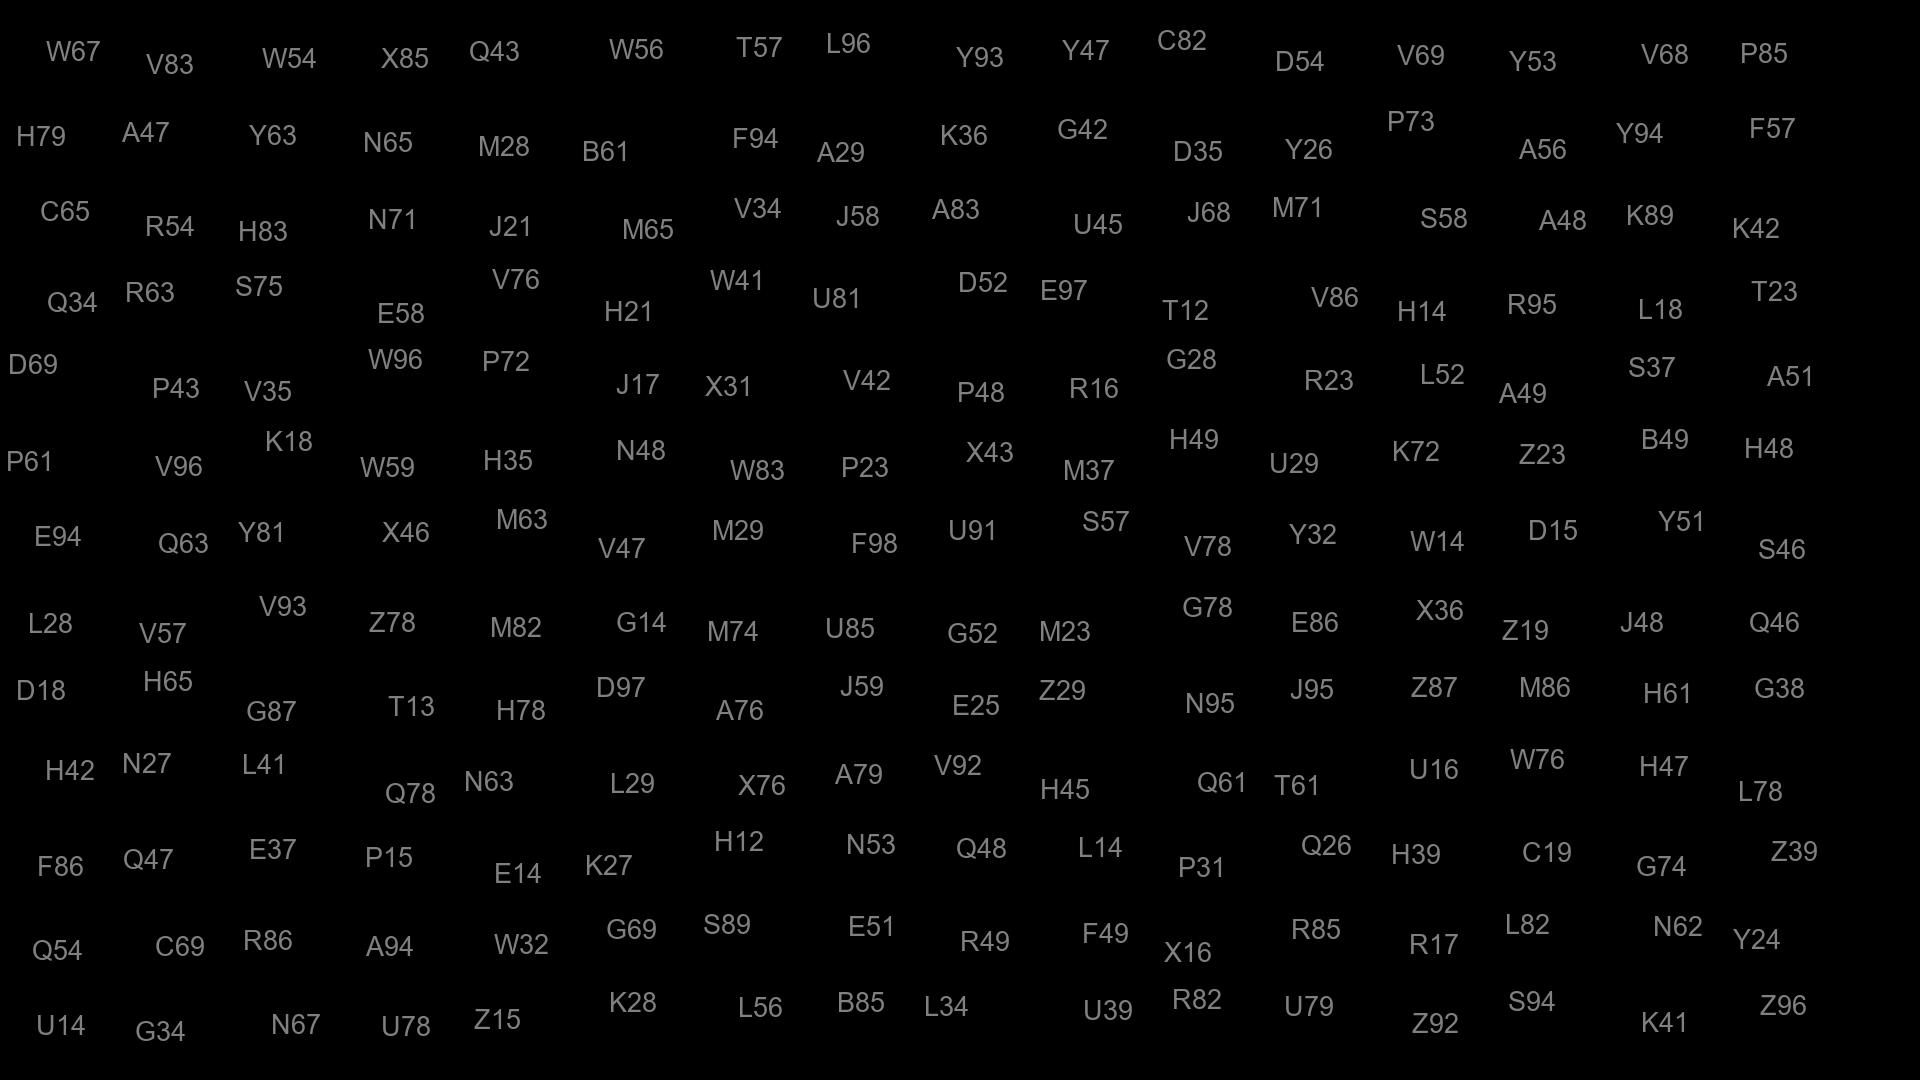 W67 V83 W54 X85 Q43 W56 T57 L96 Y93 Y47 C82 D54 V69 Y53 V68 P85
H79 A47 Y63 N65 M28 B61 F94 A29 K36 G42 D35 Y26 P73 A56 Y94 F57
C65 R54 H83 N71 J21 M65 V34 J58 A83 U45 J68 M71 S58 A48 K89 K42
Q34 R63 S75 E58 V76 H21 W41 U81 D52 E97 T12 V86 H14 R95 L18 T23
D69 P43 V35 W96 P72 J17 X31 V42 P48 R16 G28 R23 L52 A49 S37 A51
P61 V96 K18 W59 H35 N48 W83 P23 X43 M37 H49 U29 K72 Z23 B49 H48
E94 Q63 Y81 X46 M63 V47 M29 F98 U91 S57 V78 Y32 W14 D15 Y51 S46
L28 V57 V93 Z78 M82 G14 M74 U85 G52 M23 G78 E86 X36 Z19 J48 Q46
D18 H65 G87 T13 H78 D97 A76 J59 E25 Z29 N95 J95 Z87 M86 H61 G38
H42 N27 L41 Q78 N63 L29 X76 A79 V92 H45 Q61 T61 U16 W76 H47 L78
F86 Q47 E37 P15 E14 K27 H12 N53 Q48 L14 P31 Q26 H39 C19 G74 Z39
Q54 C69 R86 A94 W32 G69 S89 E51 R49 F49 X16 R85 R17 L82 N62 Y24
U14 G34 N67 U78 Z15 K28 L56 B85 L34 U39 R82 U79 Z92 S94 K41 Z96